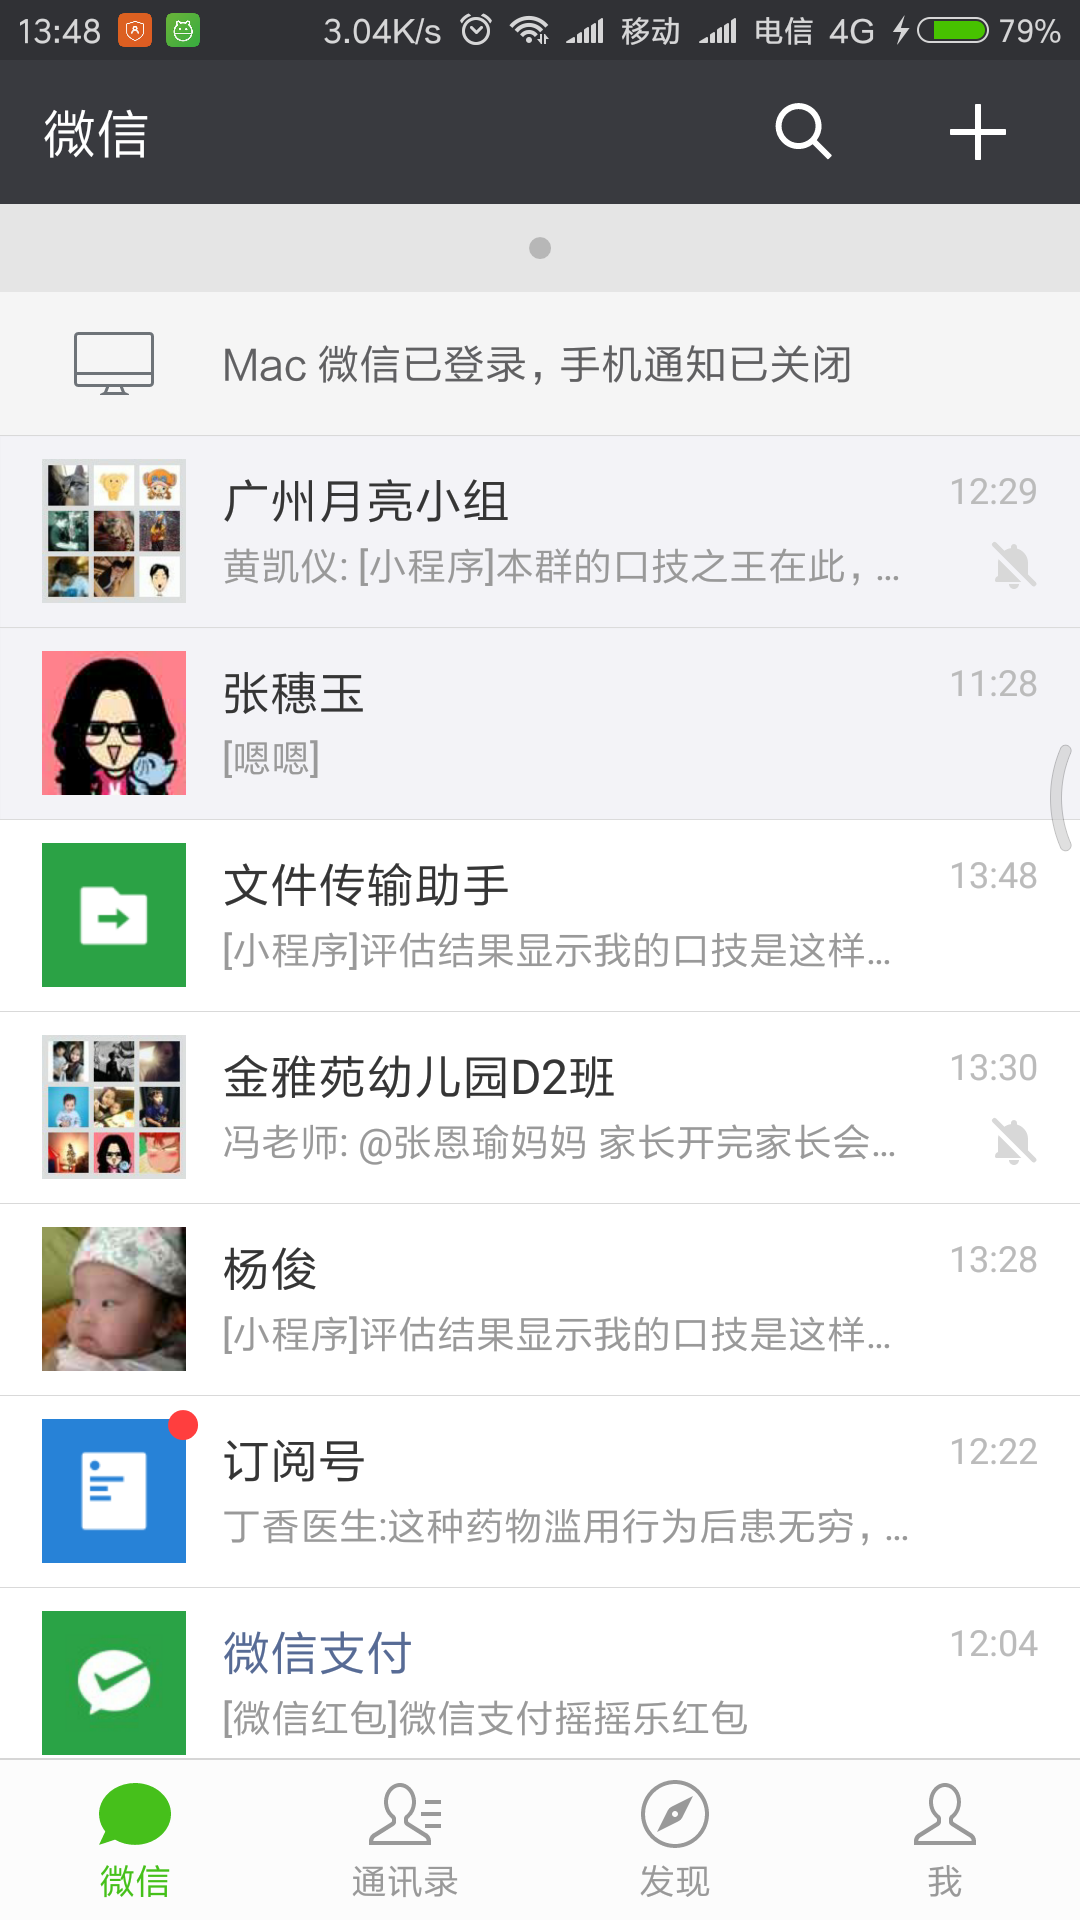 13:48 3.04K/s 移动 电信 4G 79%
微信
Mac 微信已登录，手机通知已关闭
广州月亮小组 12:29
黄凯仪: [小程序]本群的口技之王在此，...
张穗玉 11:28
[嗯嗯]
文件传输助手 13:48
[小程序]评估结果显示我的口技是这样...
金雅苑幼儿园D2班 13:30
冯老师: @张恩瑜妈妈 家长开完家长会...
杨俊 13:28
[小程序]评估结果显示我的口技是这样...
订阅号 12:22
丁香医生:这种药物滥用行为后患无穷，...
微信支付 12:04
[微信红包]微信支付摇摇乐红包
微信 通讯录 发现 我